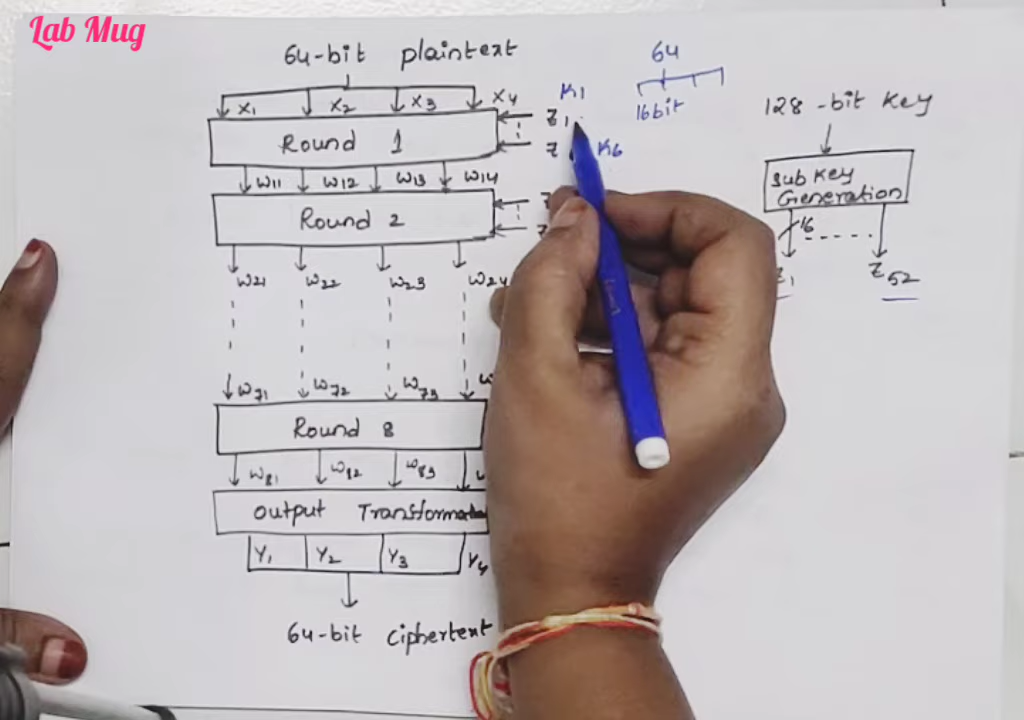 Lab Mug
64-bit plaintext
X1 X2 X3 X4
Round 1
Z1
Z
K1
K6
64
16bit
W11 W12 W13 W14
Round 2
W21 W22 W23 W24
W71 W72 W73
Round 8
W81 W82 W83
Output Transformation
Y1 Y2 Y3 Y4
64-bit ciphertext
128-bit Key
Subkey
Generation
16
Z1 Z52